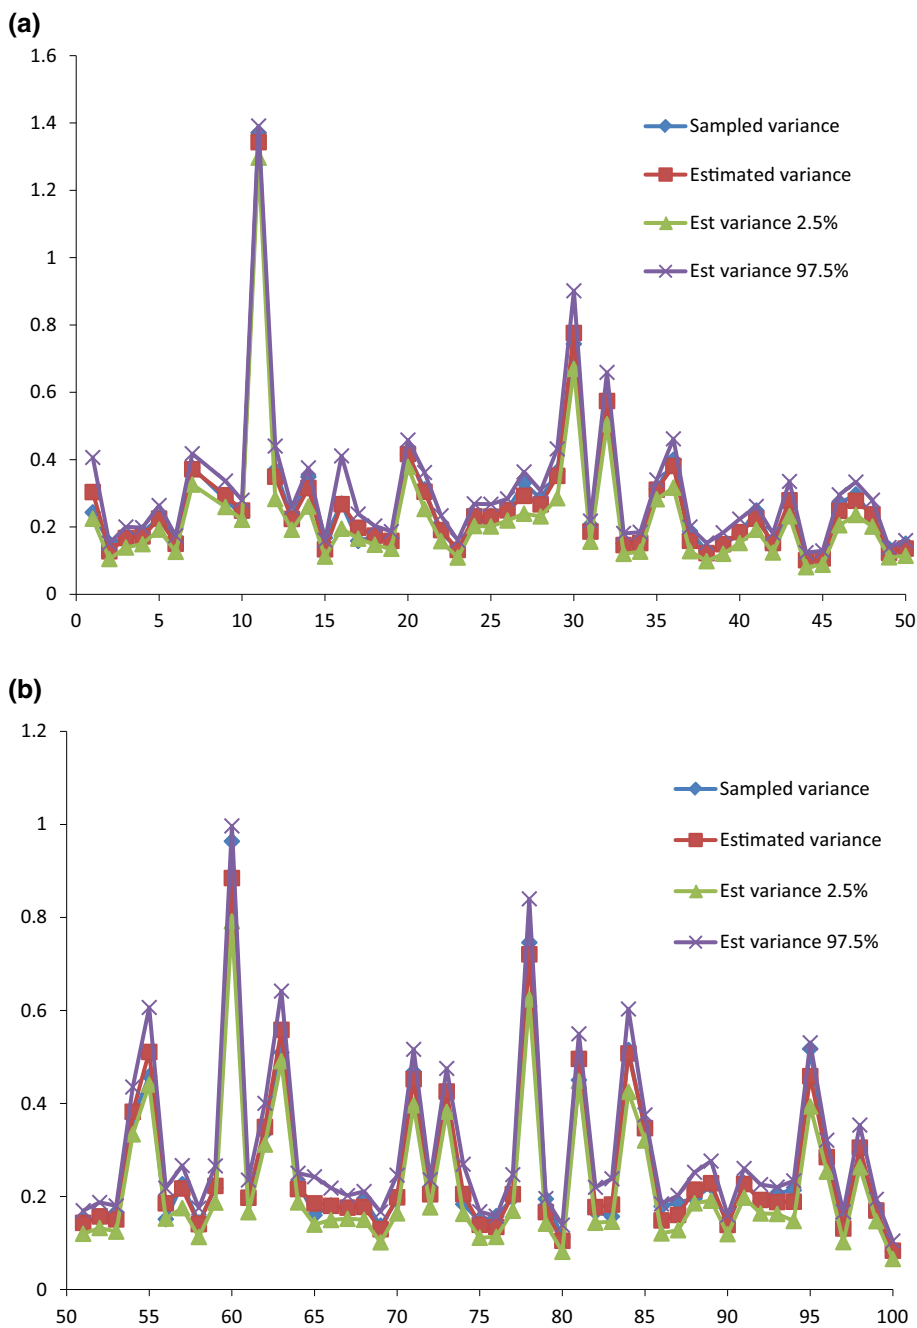 (a)
1.6
1.4
1.2
1
0.8
0.6
0.4
0.2
0
0 5 10 15 20 25 30 35 40 45 50
Sampled variance
Estimated variance
Est variance 2.5%
Est variance 97.5%
(b)
1.2
1
0.8
0.6
0.4
0.2
0
50 55 60 65 70 75 80 85 90 95 100
Sampled variance
Estimated variance
Est variance 2.5%
Est variance 97.5%